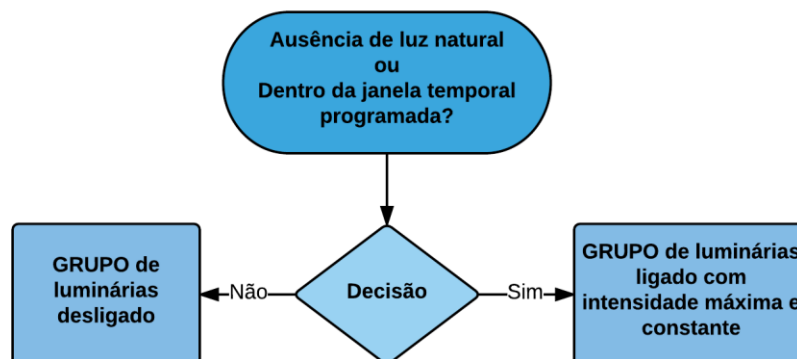 Ausência de luz natural
ou
Dentro da janela temporal
programada?
GRUPO de
luminárias
desligado
Não
Decisão
Sim
GRUPO de luminárias
ligado com
intensidade máxima e
constante